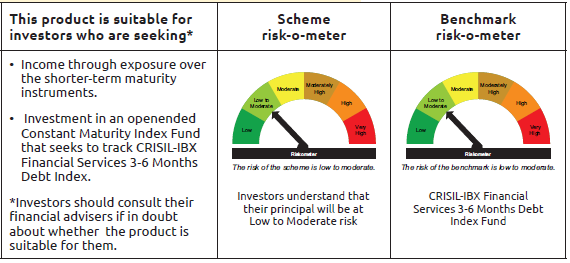 This product is suitable for
investors who are seeking*
• Income through exposure over
the shorter-term maturity
instruments.
• Investment in an openended
Constant Maturity Index Fund
that seeks to track CRISIL-IBX
Financial Services 3-6 Months
Debt Index.
*Investors should consult their
financial advisers if in doubt
about whether the product is
suitable for them.
Scheme
risk-o-meter
Low
Low to
Moderate
Moderate
Moderately
High
High
Very
High
Riskometer
The risk of the scheme is low to moderate.
Investors understand that
their principal will be at
Low to Moderate risk
Benchmark
risk-o-meter
Low
Low to
Moderate
Moderate
Moderately
High
High
Very
High
Riskometer
The risk of the benchmark is low to moderate.
CRISIL-IBX Financial
Services 3-6 Months Debt
Index Fund